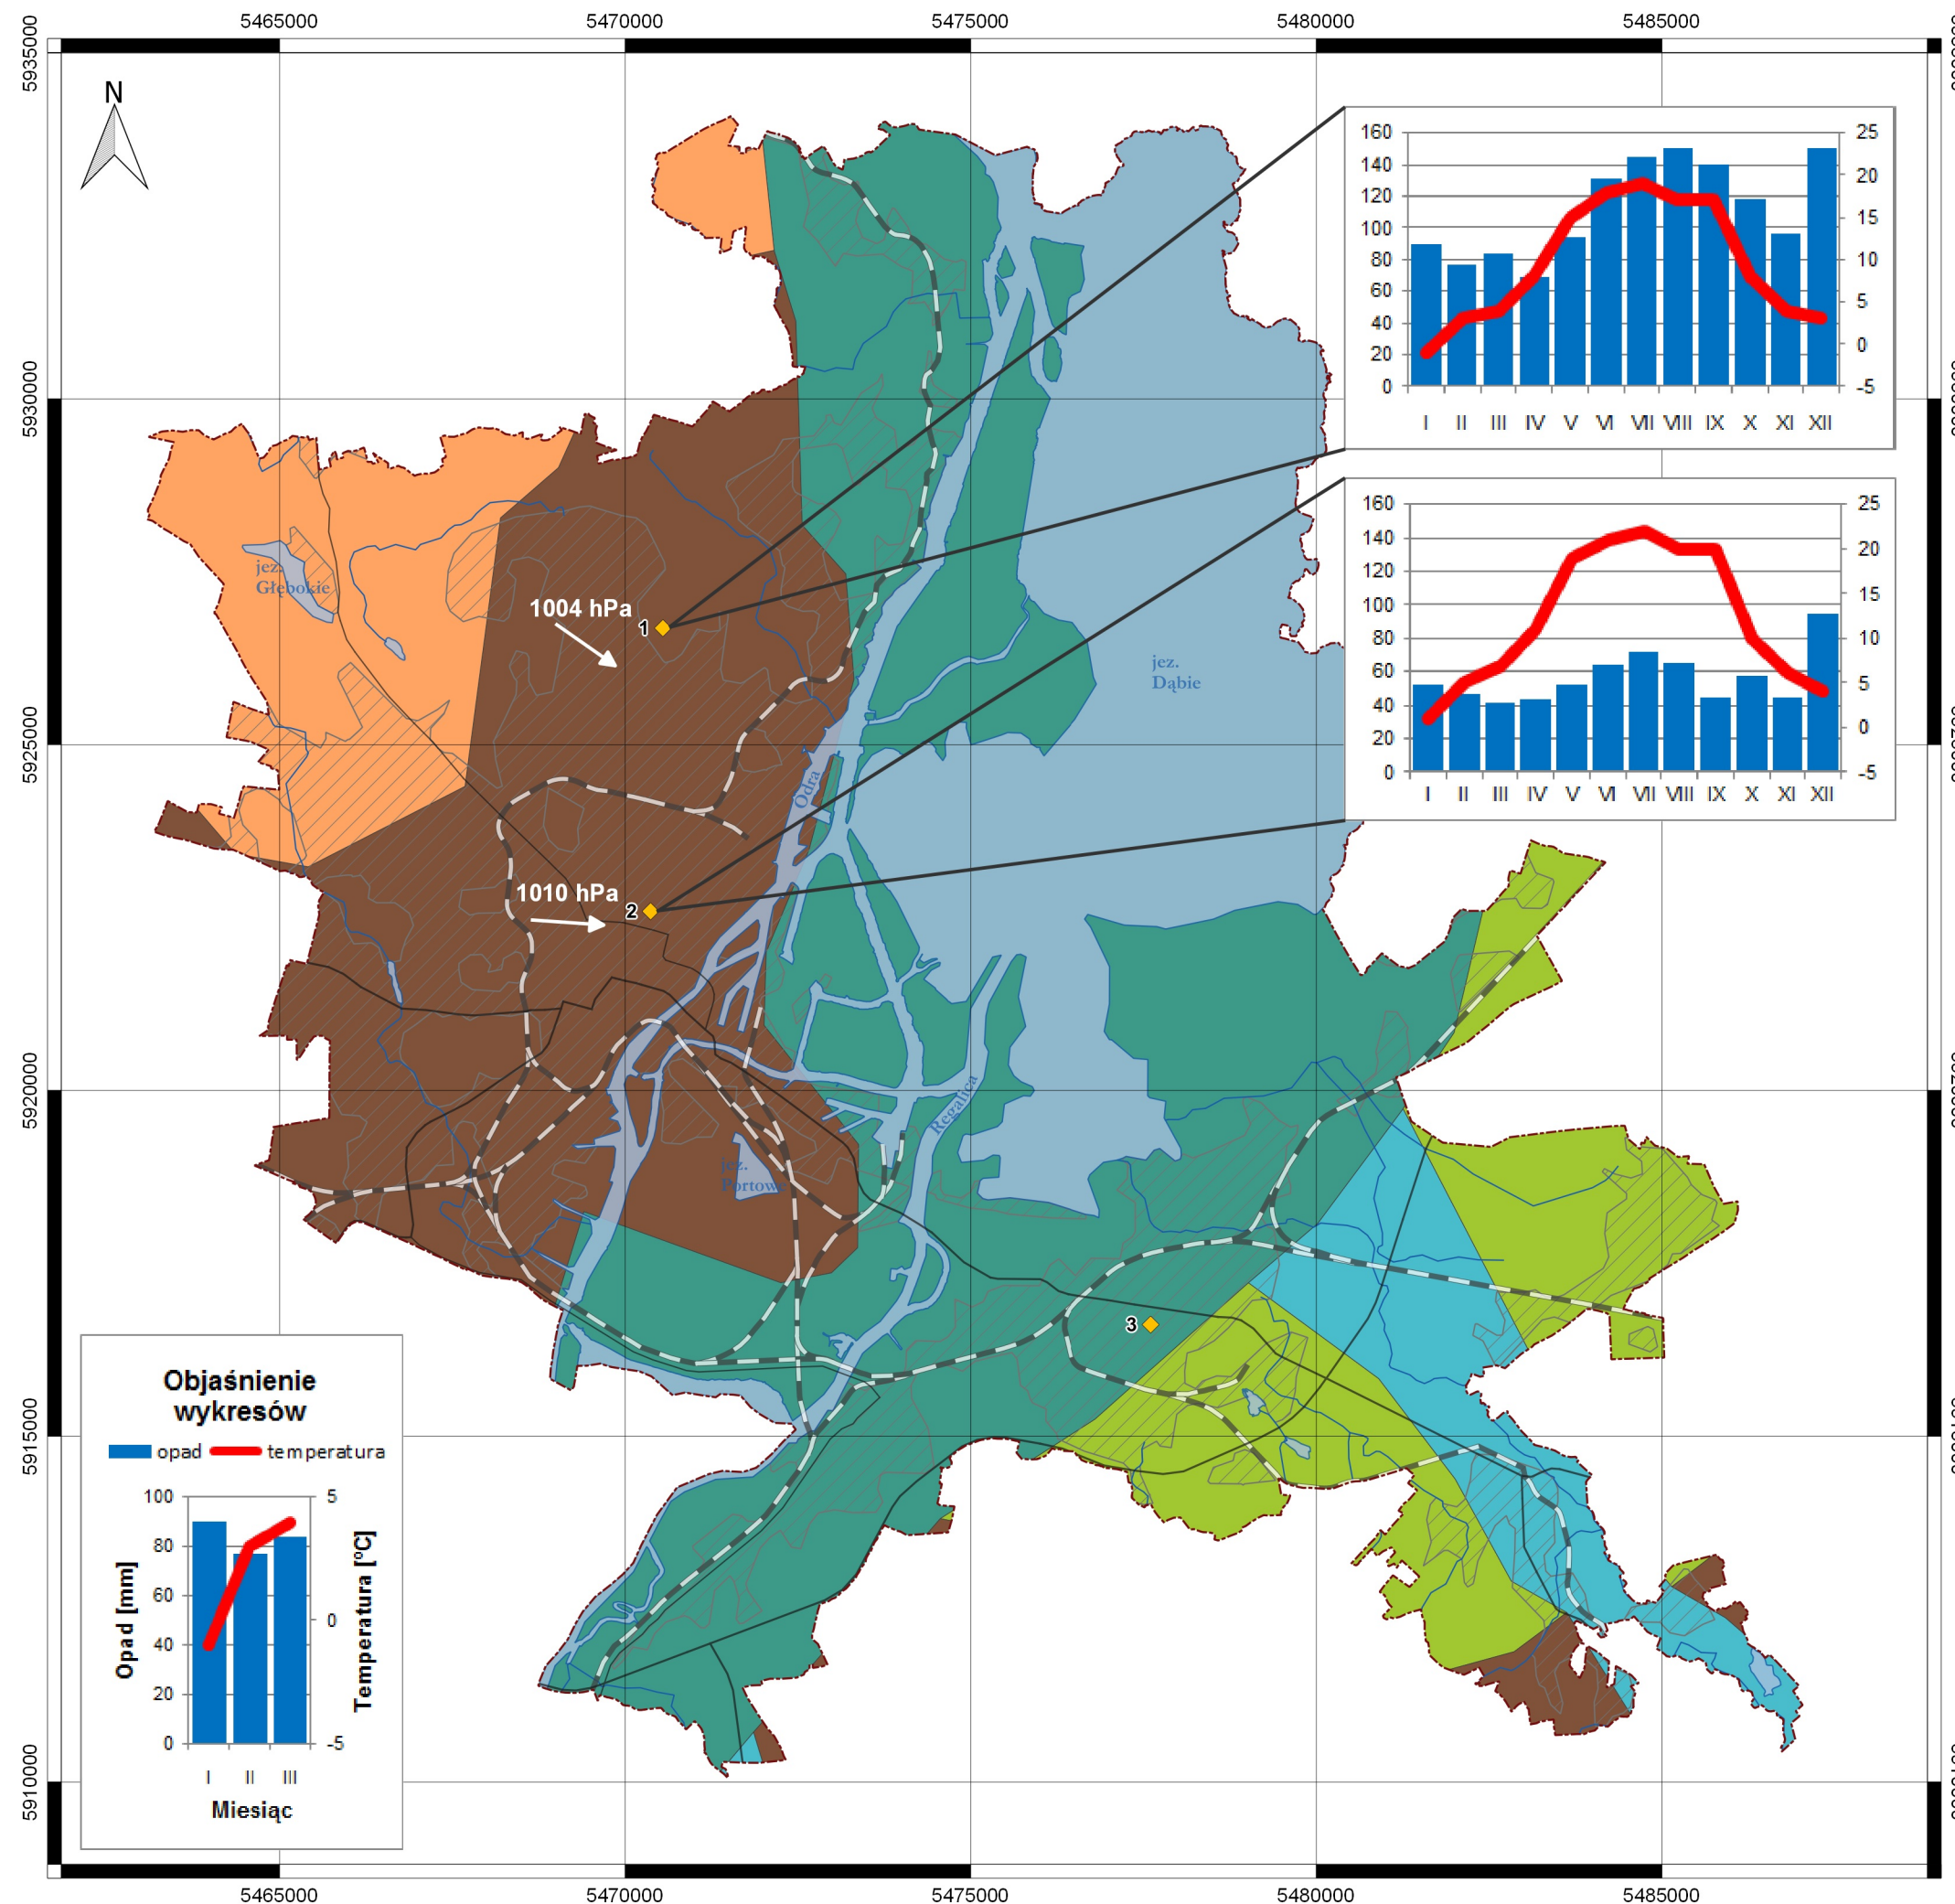 5465000 5470000 5475000 5480000 5485000
5935000
5930000
5925000
5920000
5915000
5910000
N
160 25
140 20
120 15
100
80 10
60 5
40
20 0
0 -5
I II III IV V VI VII VIII IX X XI XII
160 25
140 20
120
100 15
80 10
60 5
40
20 0
0 -5
I II III IV V VI VII VIII IX X XI XII
jez.
Głębokie
1004 hPa
1
jez.
Dąbie
Odra
1010 hPa
2
Regalica
jez.
Portowe
3
Objaśnienie
wykresów
opad temperatura
100 5
80
60
40 0
20
0 -5
Opad [mm]
Temperatura [ºC]
I II III
Miesiąc
5465000 5470000 5475000 5480000 5485000